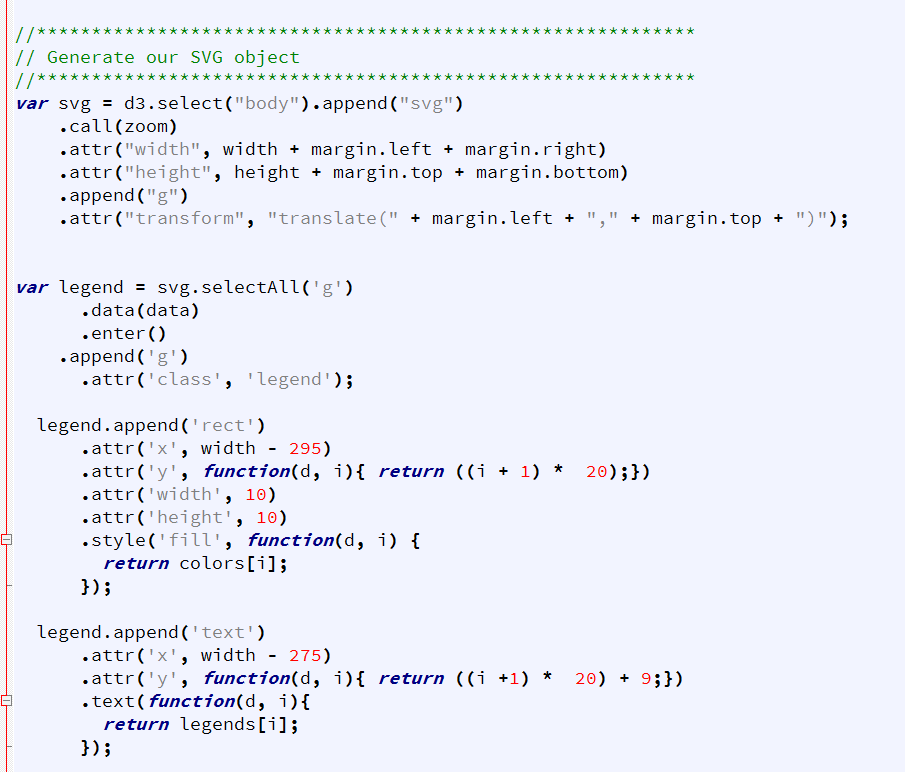 //************************************************************
// Generate our SVG object
//************************************************************
var svg = d3.select("body").append("svg")
    .call(zoom)
    .attr("width", width + margin.left + margin.right)
    .attr("height", height + margin.top + margin.bottom)
    .append("g")
    .attr("transform", "translate(" + margin.left + "," + margin.top + ")");
var legend = svg.selectAll('g')
      .data(data)
      .enter()
    .append('g')
      .attr('class', 'legend');
  legend.append('rect')
      .attr('x', width - 295)
      .attr('y', function(d, i){ return ((i + 1) *  20);})
      .attr('width', 10)
      .attr('height', 10)
      .style('fill', function(d, i) {
        return colors[i];
      });
  legend.append('text')
      .attr('x', width - 275)
      .attr('y', function(d, i){ return ((i +1) *  20) + 9;})
      .text(function(d, i){
        return legends[i];
      });